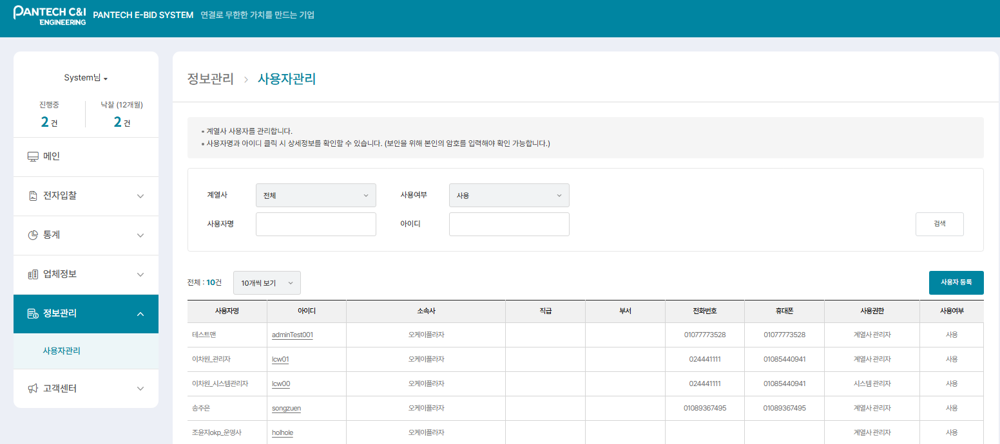 PANTECH C&I
ENGINEERING
PANTECH E-BID SYSTEM 연결로 무한한 가치를 만드는 기업
System님
진행중 낙찰 (12개월)
2 건 2 건
메인
전자입찰
통계
업체정보
정보관리
사용자관리
고객센터
정보관리 > 사용자관리
계열사 사용자를 관리합니다.
사용자명과 아이디 클릭 시 상세정보를 확인할 수 있습니다. (보안을 위해 본인의 암호를 입력해야 확인 가능합니다.)
계열사 전체 사용여부 사용
사용자명 아이디 검색
전체 : 10건 10개씩 보기 사용자 등록
사용자명 아이디 소속사 직급 부서 전화번호 휴대폰 사용권한 사용여부
테스트맨 adminTest001 오케이플라자 01077773528 01077773528 계열사 관리자 사용
이차원_관리자 lcw01 오케이플라자 024441111 01085440941 계열사 관리자 사용
이차원_시스템관리자 lcw00 오케이플라자 024441111 01085440941 시스템 관리자 사용
송주은 songzuen 오케이플라자 01089367495 01089367495 계열사 관리자 사용
조윤지okp_운영사 holhole 오케이플라자 계열사 관리자 사용